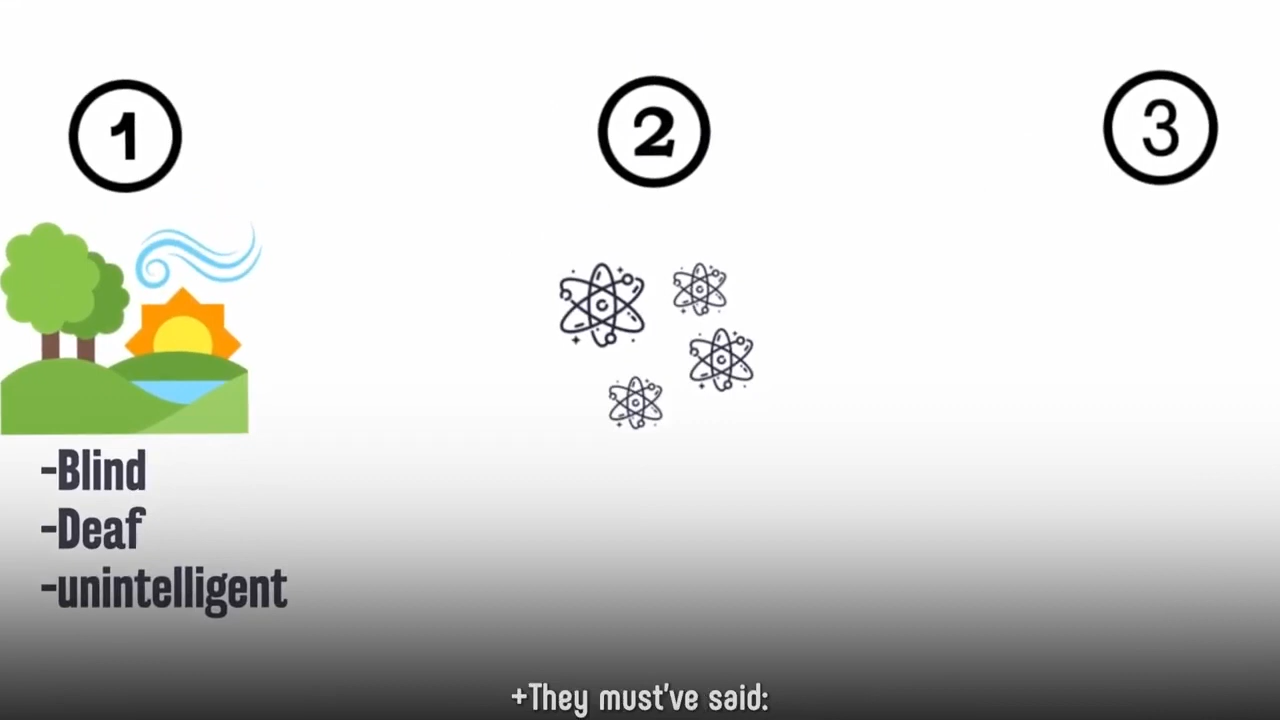 1
2
3
-Blind
-Deaf
-unintelligent
+They must've said: